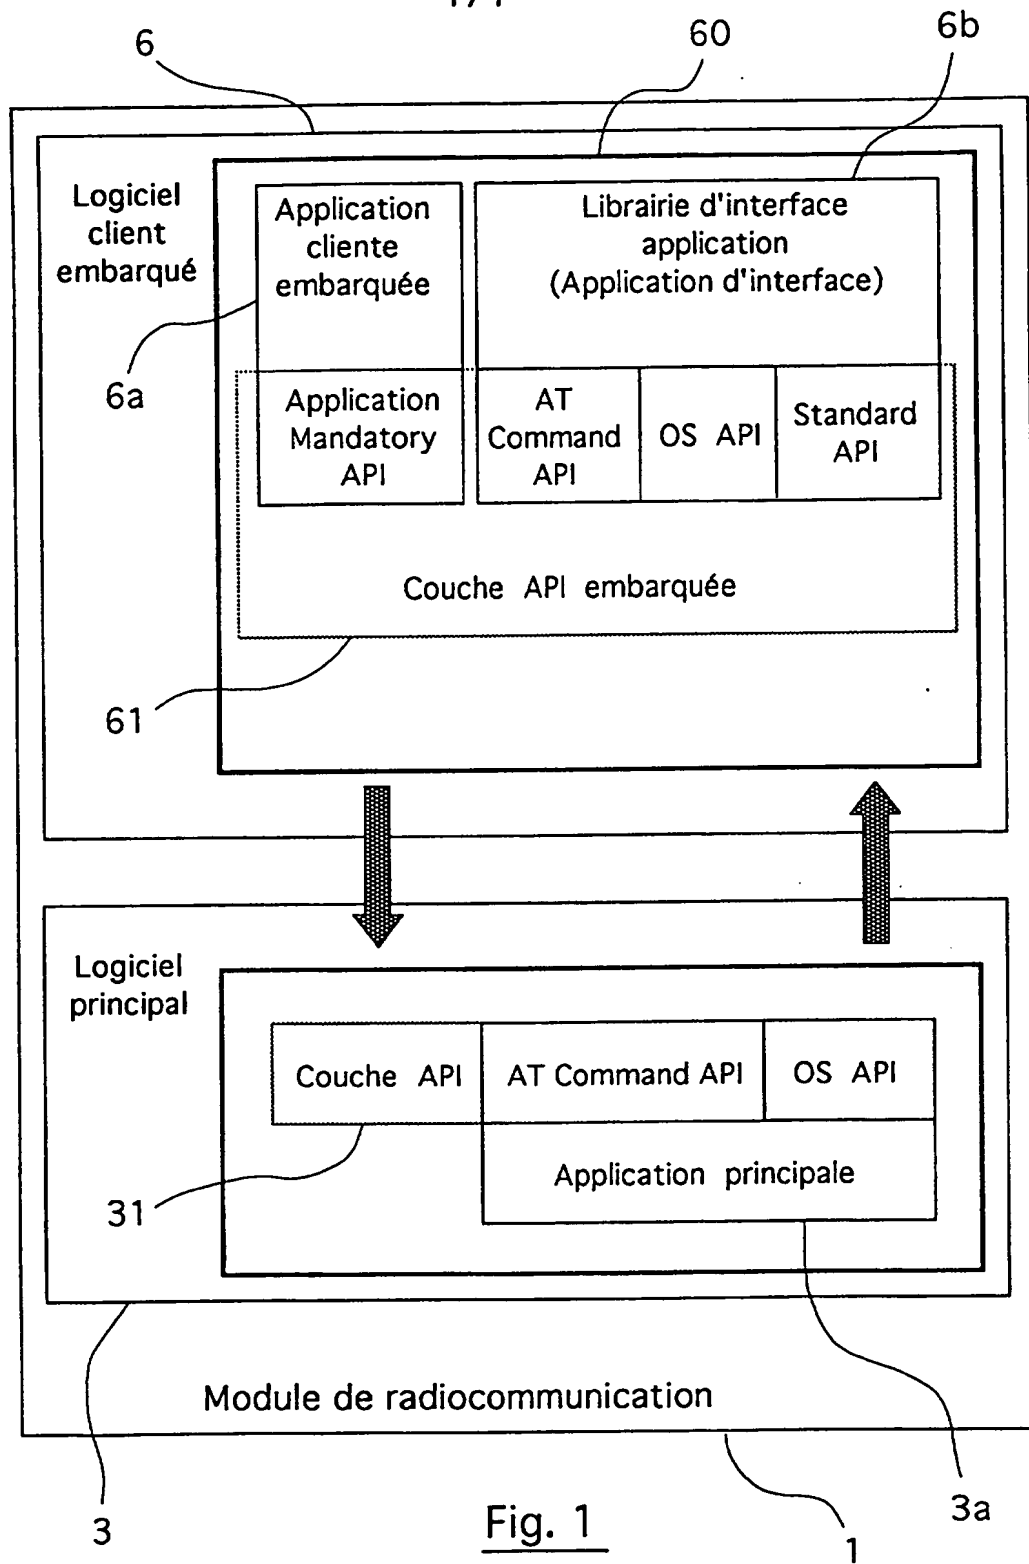 6
60
6b
Logiciel
client
embarqué
Application
cliente
embarquée
Librairie d'interface
application
(Application d'interface)
6a
Application
Mandatory
API
AT
Command
API
OS API
Standard
API
Couche API embarquée
61
Logiciel
principal
Couche API
AT Command API
OS API
Application principale
31
Module de radiocommunication
3
Fig. 1
1
3a